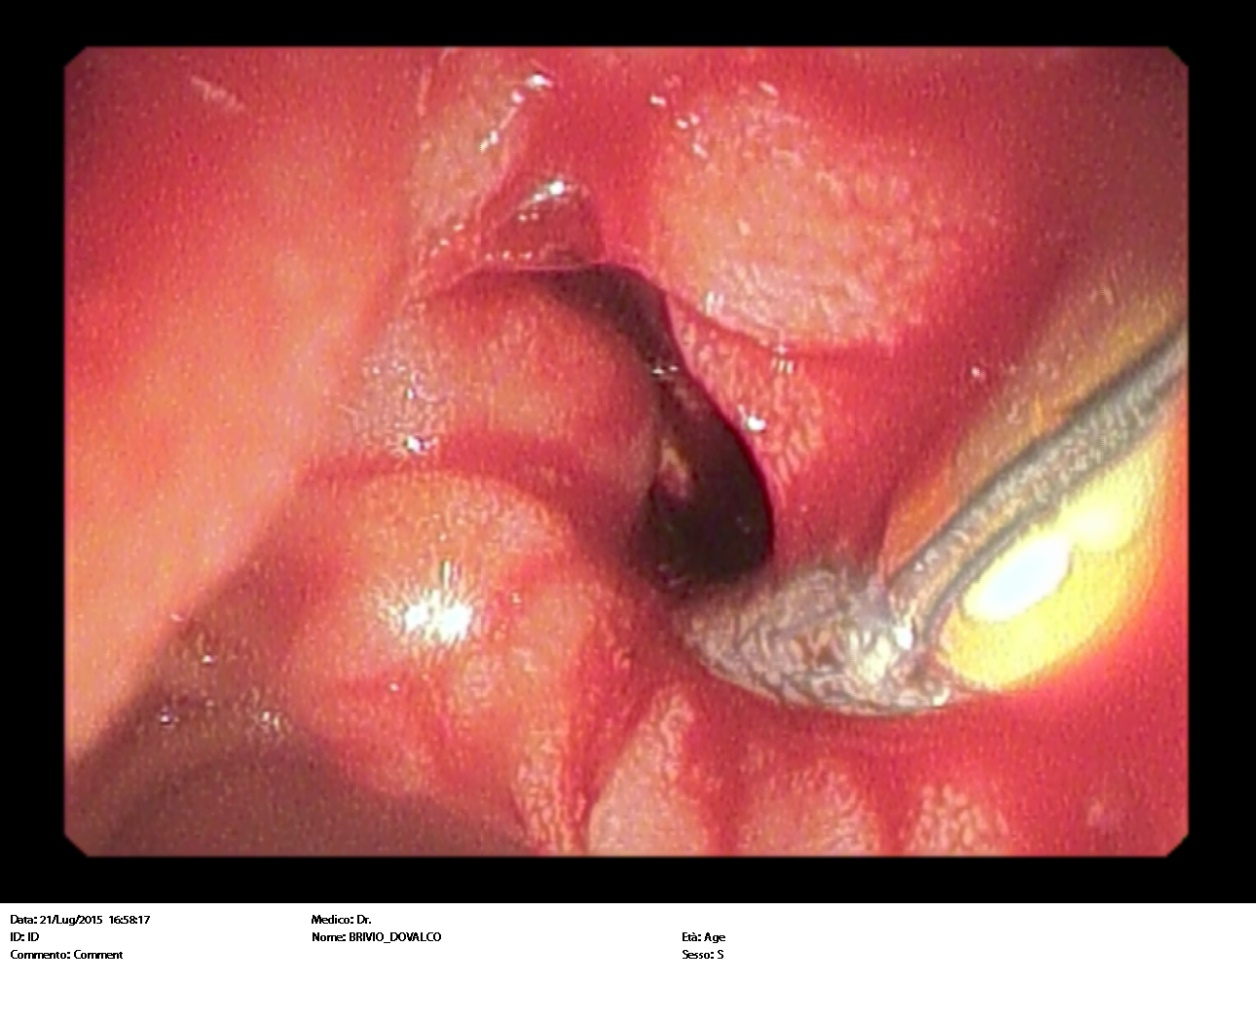 Data: 21/Lug/2015 16:58:17
Medico: Dr.
ID: ID
Nome: BRIVIO_DOVALCO
Età: Age
Commento: Comment
Sesso: S